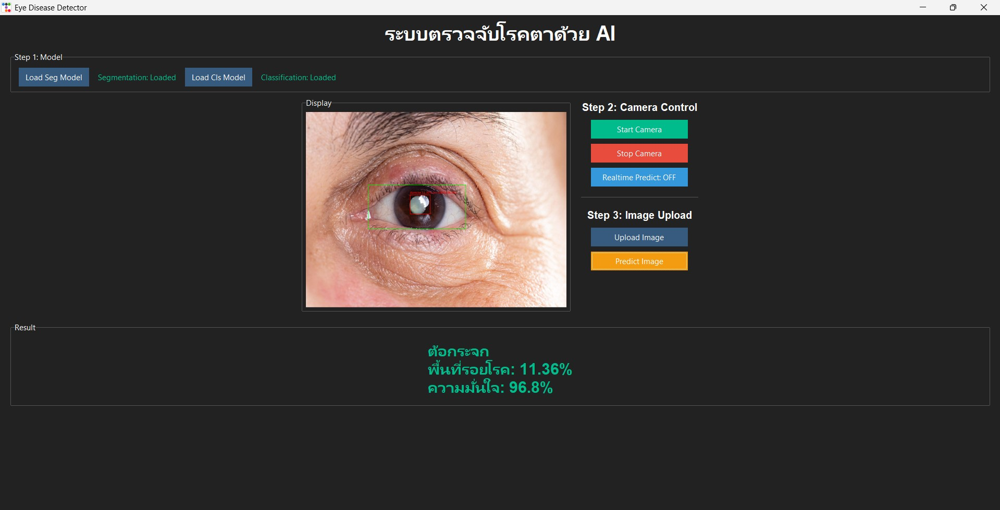 Eye Disease Detector
ระบบตรวจจับโรคตาด้วย AI
Step 1: Model
Load Seg Model
Segmentation: Loaded
Load Cls Model
Classification: Loaded
Display
Step 2: Camera Control
Start Camera
Stop Camera
Realtime Predict: OFF
Step 3: Image Upload
Upload Image
Predict Image
Result
ต้อกระจก
พื้นที่รอยโรค: 11.36%
ความมั่นใจ: 96.8%